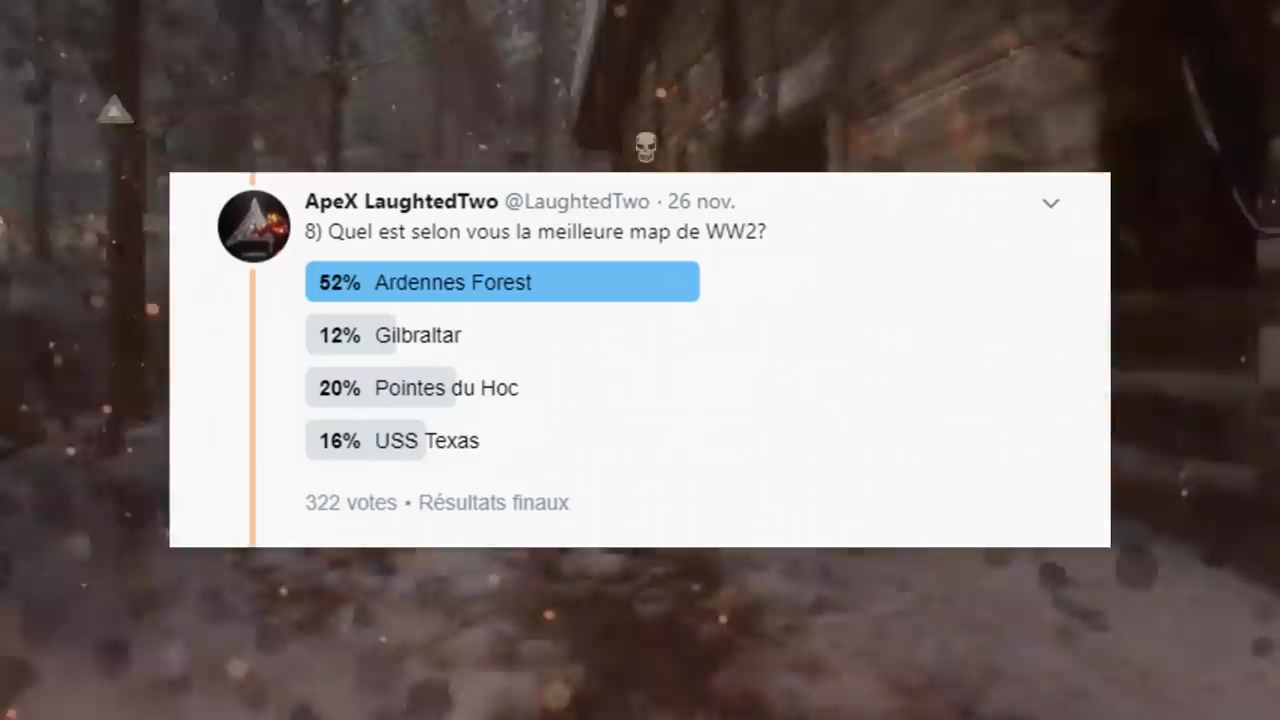 ApeX LaughtedTwo @LaughtedTwo · 26 nov.
8) Quel est selon vous la meilleure map de WW2?
52% Ardennes Forest
12% Gilbraltar
20% Pointes du Hoc
16% USS Texas
322 votes • Résultats finaux